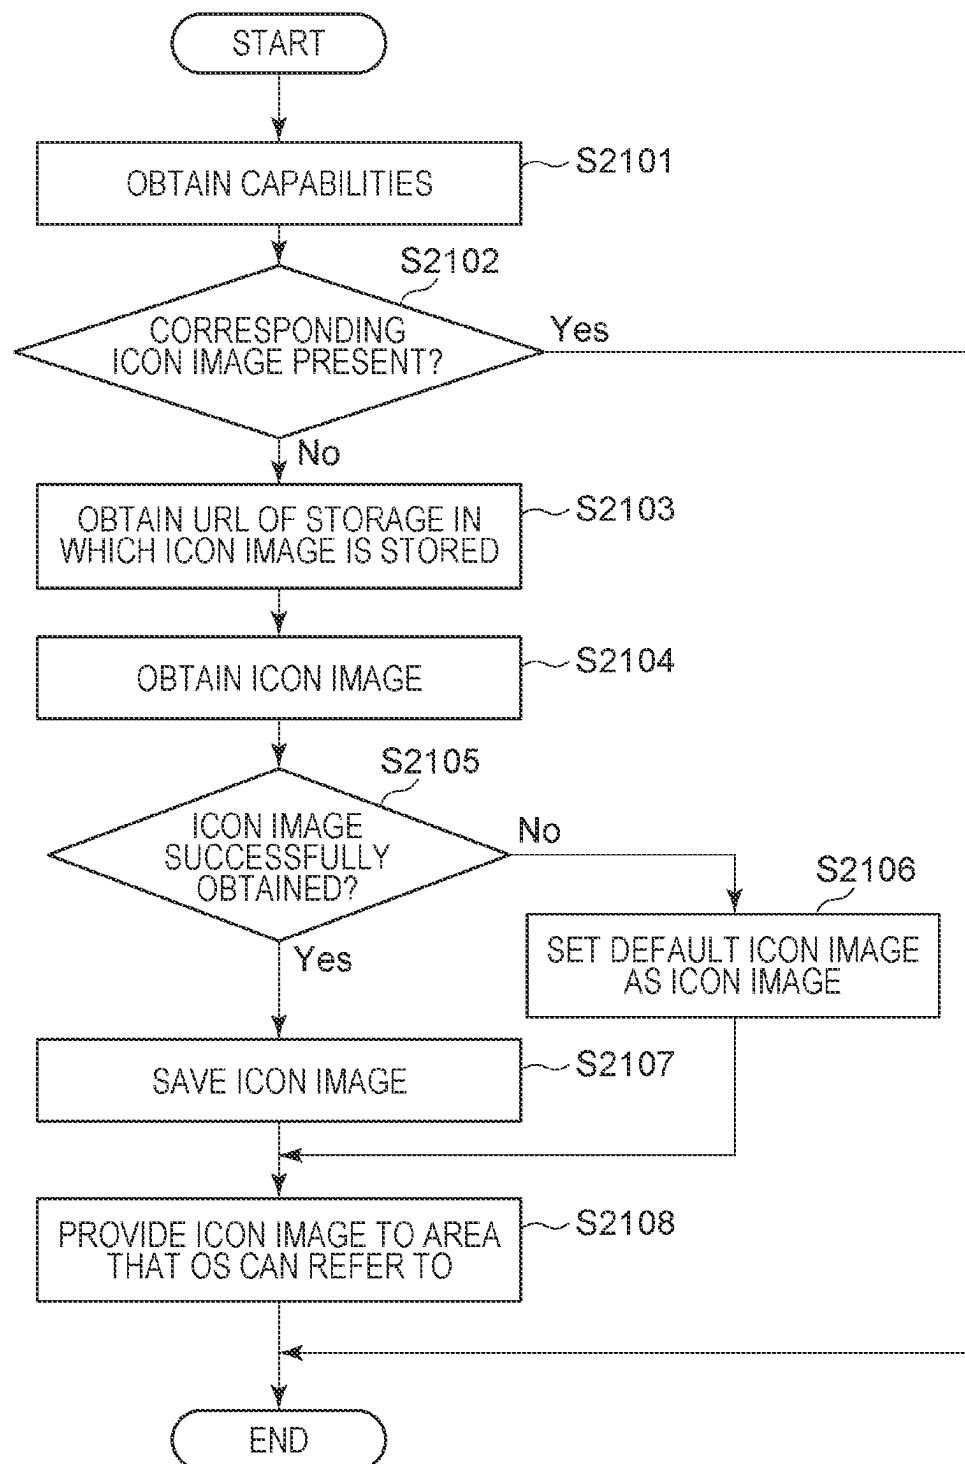 START
OBTAIN CAPABILITIES
S2101
S2102
CORRESPONDING
ICON IMAGE PRESENT?
Yes
No
OBTAIN URL OF STORAGE IN
WHICH ICON IMAGE IS STORED
S2103
OBTAIN ICON IMAGE
S2104
S2105
ICON IMAGE
SUCCESSFULLY
OBTAINED?
No
Yes
S2106
SET DEFAULT ICON IMAGE
AS ICON IMAGE
SAVE ICON IMAGE
S2107
PROVIDE ICON IMAGE TO AREA
THAT OS CAN REFER TO
S2108
END